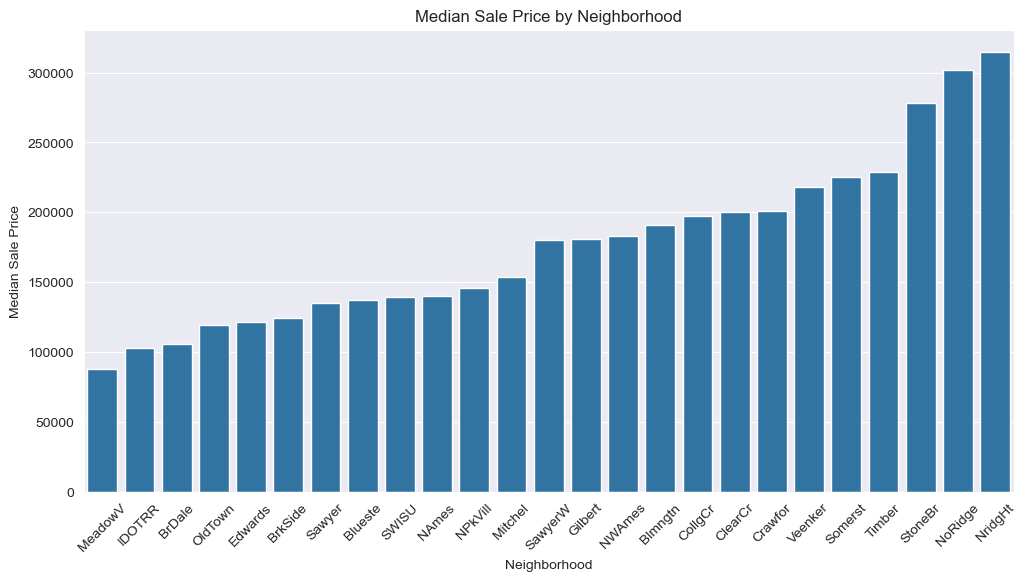 Median Sale Price by Neighborhood
Median Sale Price
300000
250000
200000
150000
100000
50000
0
MeadowV
IDOTRR
BrDale
OldTown
Edwards
BrkSide
Sawyer
Blueste
SWISU
NAmes
NPkVill
Mitchel
SawyerW
Gilbert
NWAmes
Blmngtn
CollgCr
ClearCr
Crawfor
Veenker
Somerst
Timber
StoneBr
NoRidge
NridgHt
Neighborhood